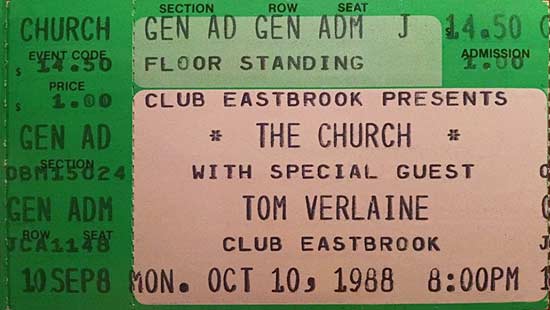 SECTION ROW SEAT
CHURCH GEN AD GEN ADM J $14.50
EVENT CODE ADMISSION
$14.50 FLOOR STANDING 1.00
PRICE
$1.00 CLUB EASTBROOK PRESENTS
GEN AD * THE CHURCH *
SECTION
DBM15024 WITH SPECIAL GUEST
GEN ADM TOM VERLAINE
ROW SEAT
JCA1148 CLUB EASTBROOK
10SEP8 MON. OCT 10, 1988 8:00PM